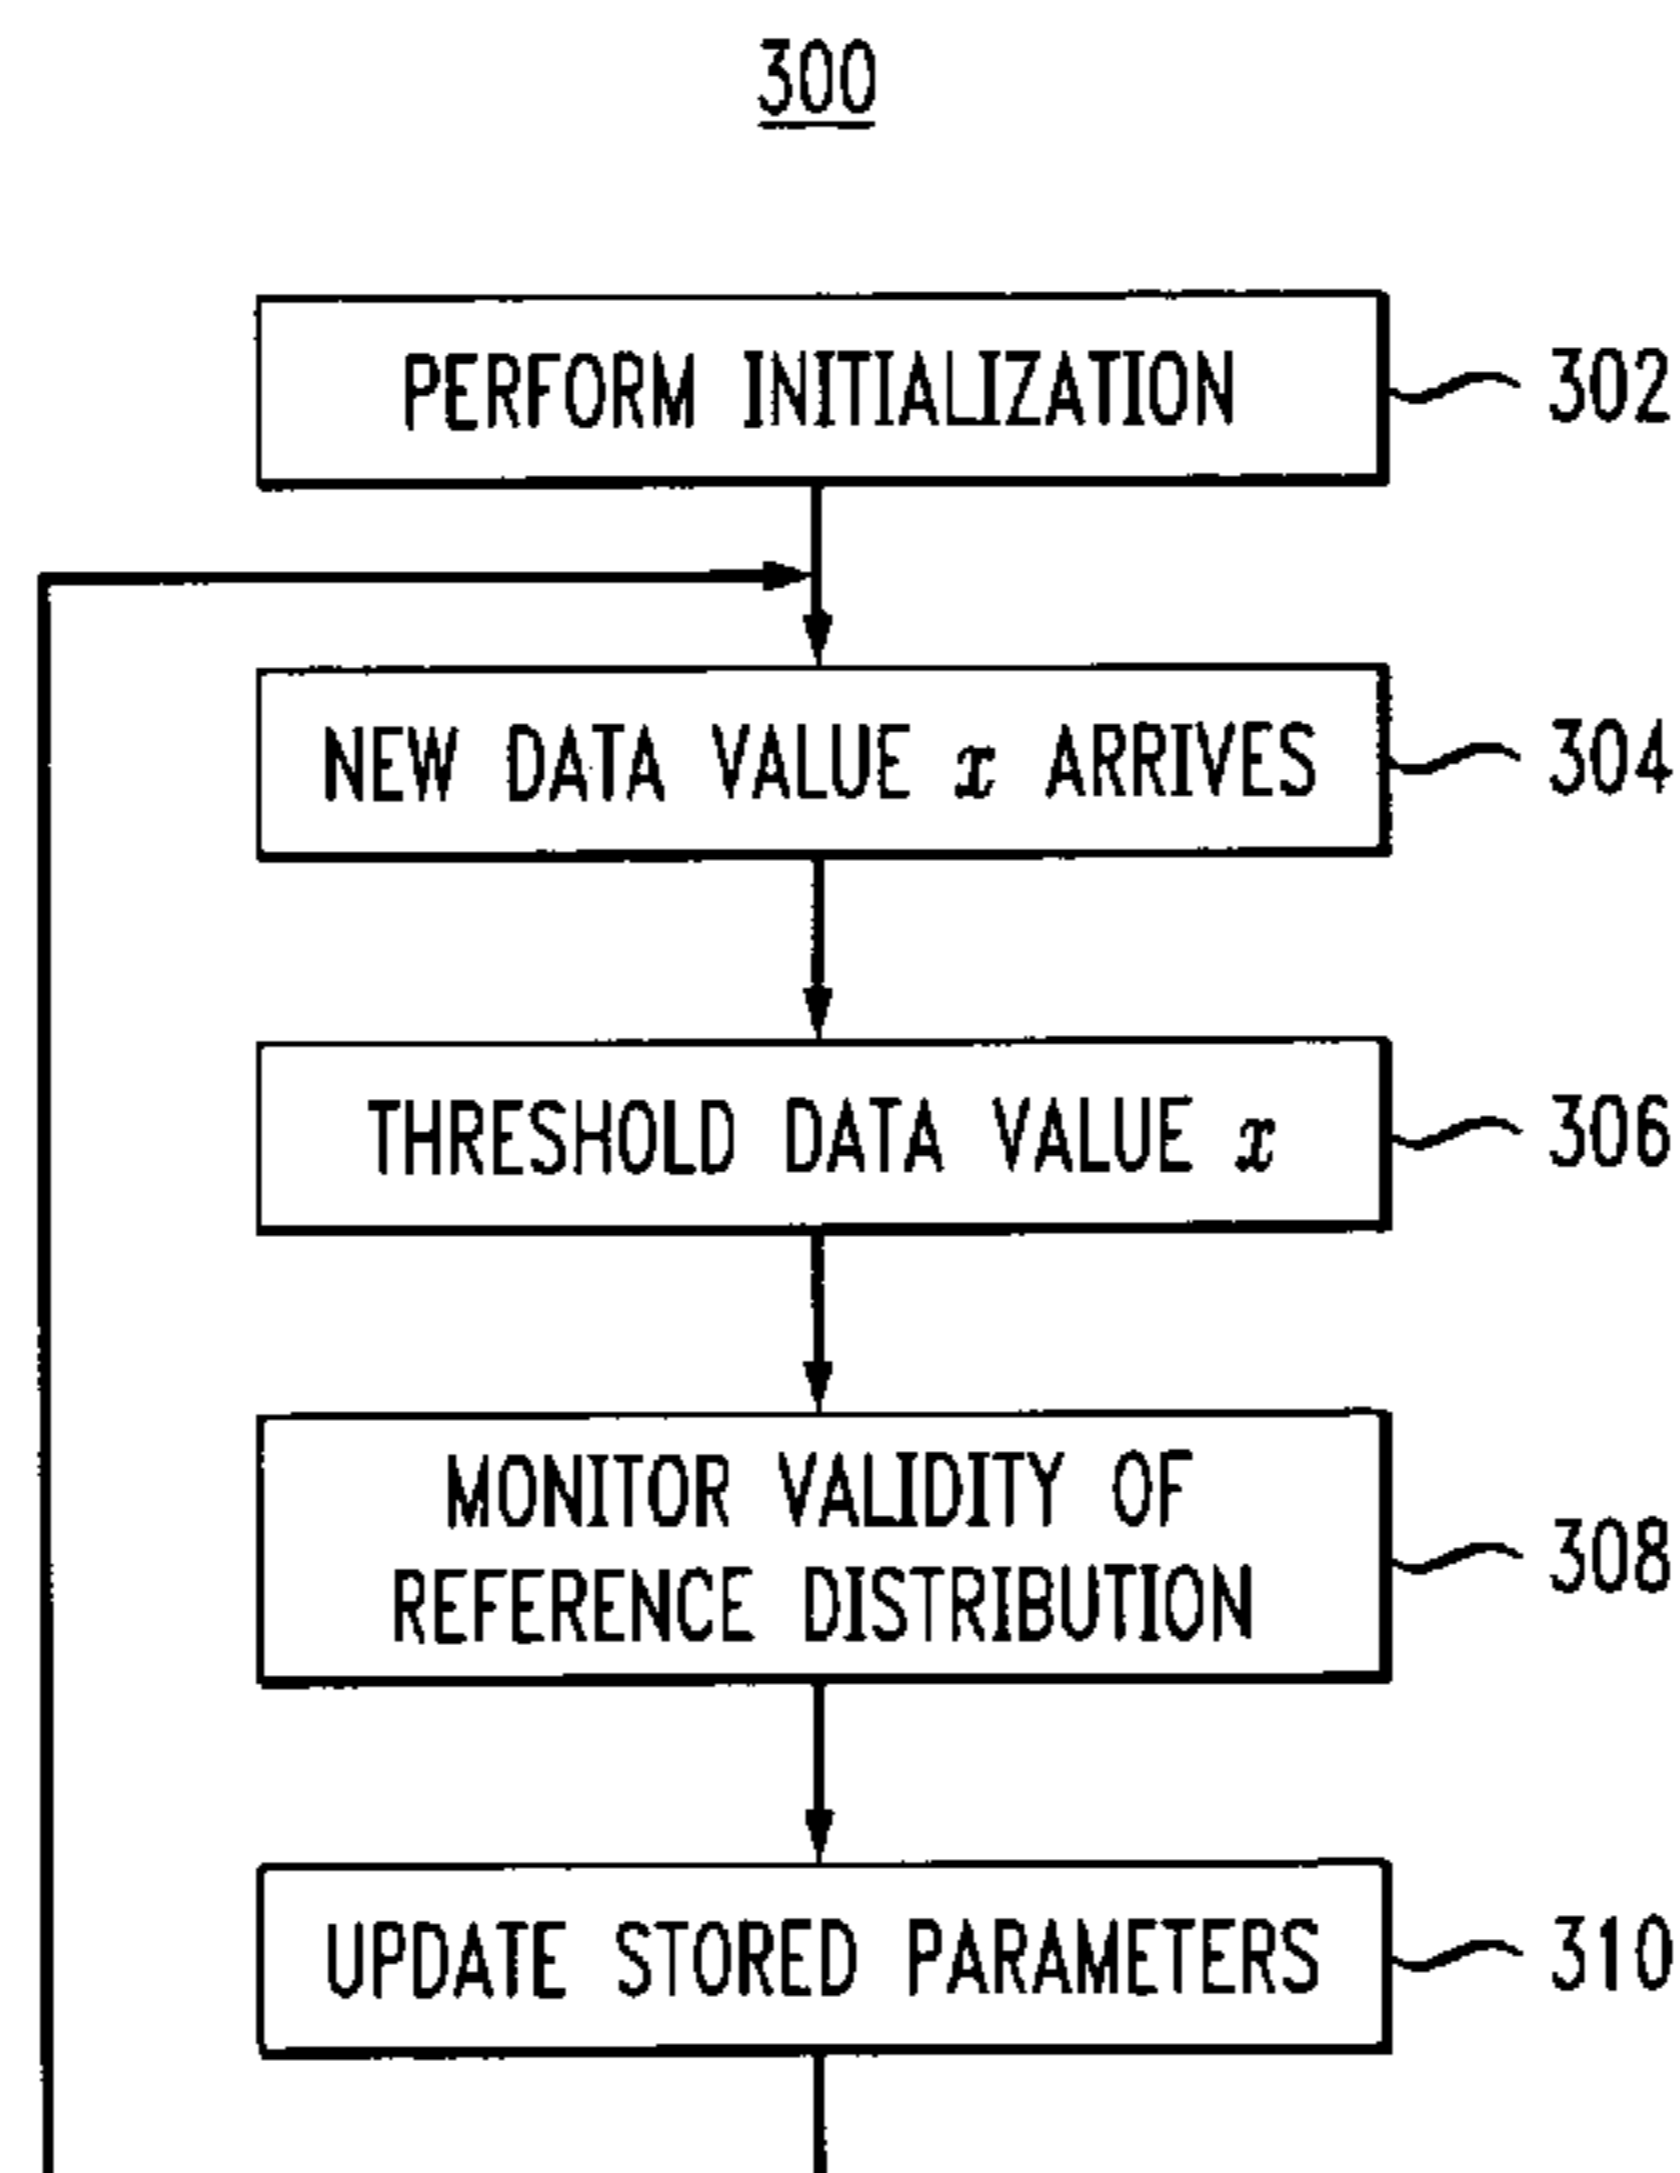 300
PERFORM INITIALIZATION
302
NEW DATA VALUE x ARRIVES
304
THRESHOLD DATA VALUE x
306
MONITOR VALIDITY OF
REFERENCE DISTRIBUTION
308
UPDATE STORED PARAMETERS
310